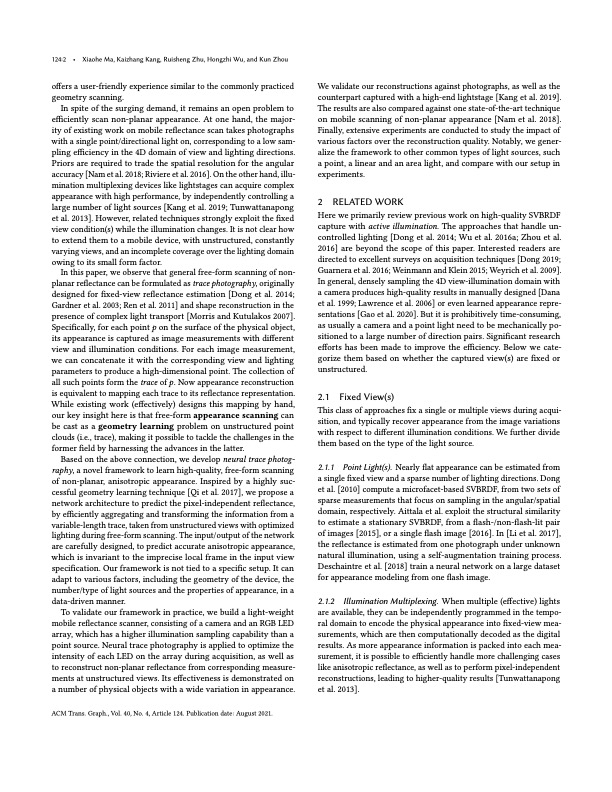 124:2 • Xiaohe Ma, Kaizhang Kang, Ruisheng Zhu, Hongzhi Wu, and Kun Zhou
offers a user-friendly experience similar to the commonly practiced
geometry scanning.
In spite of the surging demand, it remains an open problem to
efficiently scan non-planar appearance. At one hand, the major-
ity of existing work on mobile reflectance scan takes photographs
with a single point/directional light on, corresponding to a low sam-
pling efficiency in the 4D domain of view and lighting directions.
Priors are required to trade the spatial resolution for the angular
accuracy [Nam et al. 2018; Riviere et al. 2016]. On the other hand, illu-
mination multiplexing devices like lightstages can acquire complex
appearance with high performance, by independently controlling a
large number of light sources [Kang et al. 2019; Tunwattanapong
et al. 2013]. However, related techniques strongly exploit the fixed
view condition(s) while the illumination changes. It is not clear how
to extend them to a mobile device, with unstructured, constantly
varying views, and an incomplete coverage over the lighting domain
owing to its small form factor.
In this paper, we observe that general free-form scanning of non-
planar reflectance can be formulated as trace photography, originally
designed for fixed-view reflectance estimation [Dong et al. 2014;
Gardner et al. 2003; Ren et al. 2011] and shape reconstruction in the
presence of complex light transport [Morris and Kutulakos 2007].
Specifically, for each point p on the surface of the physical object,
its appearance is captured as image measurements with different
view and illumination conditions. For each image measurement,
we can concatenate it with the corresponding view and lighting
parameters to produce a high-dimensional point. The collection of
all such points form the trace of p. Now appearance reconstruction
is equivalent to mapping each trace to its reflectance representation.
While existing work (effectively) designs this mapping by hand,
our key insight here is that free-form appearance scanning can
be cast as a geometry learning problem on unstructured point
clouds (i.e., trace), making it possible to tackle the challenges in the
former field by harnessing the advances in the latter.
Based on the above connection, we develop neural trace photog-
raphy, a novel framework to learn high-quality, free-form scanning
of non-planar, anisotropic appearance. Inspired by a highly suc-
cessful geometry learning technique [Qi et al. 2017], we propose a
network architecture to predict the pixel-independent reflectance,
by efficiently aggregating and transforming the information from a
variable-length trace, taken from unstructured views with optimized
lighting during free-form scanning. The input/output of the network
are carefully designed, to predict accurate anisotropic appearance,
which is invariant to the imprecise local frame in the input view
specification. Our framework is not tied to a specific setup. It can
adapt to various factors, including the geometry of the device, the
number/type of light sources and the properties of appearance, in a
data-driven manner.
To validate our framework in practice, we build a light-weight
mobile reflectance scanner, consisting of a camera and an RGB LED
array, which has a higher illumination sampling capability than a
point source. Neural trace photography is applied to optimize the
intensity of each LED on the array during acquisition, as well as
to reconstruct non-planar reflectance from corresponding measure-
ments at unstructured views. Its effectiveness is demonstrated on
a number of physical objects with a wide variation in appearance.
We validate our reconstructions against photographs, as well as the
counterpart captured with a high-end lightstage [Kang et al. 2019].
The results are also compared against one state-of-the-art technique
on mobile scanning of non-planar appearance [Nam et al. 2018].
Finally, extensive experiments are conducted to study the impact of
various factors over the reconstruction quality. Notably, we gener-
alize the framework to other common types of light sources, such
a point, a linear and an area light, and compare with our setup in
experiments.
2 RELATED WORK
Here we primarily review previous work on high-quality SVBRDF
capture with active illumination. The approaches that handle un-
controlled lighting [Dong et al. 2014; Wu et al. 2016a; Zhou et al.
2016] are beyond the scope of this paper. Interested readers are
directed to excellent surveys on acquisition techniques [Dong 2019;
Guarnera et al. 2016; Weinmann and Klein 2015; Weyrich et al. 2009].
In general, densely sampling the 4D view-illumination domain with
a camera produces high-quality results in manually designed [Dana
et al. 1999; Lawrence et al. 2006] or even learned appearance repre-
sentations [Gao et al. 2020]. But it is prohibitively time-consuming,
as usually a camera and a point light need to be mechanically po-
sitioned to a large number of direction pairs. Significant research
efforts has been made to improve the efficiency. Below we cate-
gorize them based on whether the captured view(s) are fixed or
unstructured.
2.1 Fixed View(s)
This class of approaches fix a single or multiple views during acqui-
sition, and typically recover appearance from the image variations
with respect to different illumination conditions. We further divide
them based on the type of the light source.
2.1.1 Point Light(s). Nearly flat appearance can be estimated from
a single fixed view and a sparse number of lighting directions. Dong
et al. [2010] compute a microfacet-based SVBRDF, from two sets of
sparse measurements that focus on sampling in the angular/spatial
domain, respectively. Aittala et al. exploit the structural similarity
to estimate a stationary SVBRDF, from a flash/non-flash-lit pair
of images [2015], or a single flash image [2016]. In [Li et al. 2017],
the reflectance is estimated from one photograph under unknown
natural illumination, using a self-augmentation training process.
Deschaintre et al. [2018] train a neural network on a large dataset
for appearance modeling from one flash image.
2.1.2 Illumination Multiplexing. When multiple (effective) lights
are available, they can be independently programmed in the tempo-
ral domain to encode the physical appearance into fixed-view mea-
surements, which are then computationally decoded as the digital
results. As more appearance information is packed into each mea-
surement, it is possible to efficiently handle more challenging cases
like anisotropic reflectance, as well as to perform pixel-independent
reconstructions, leading to higher-quality results [Tunwattanapong
et al. 2013].
ACM Trans. Graph., Vol. 40, No. 4, Article 124. Publication date: August 2021.